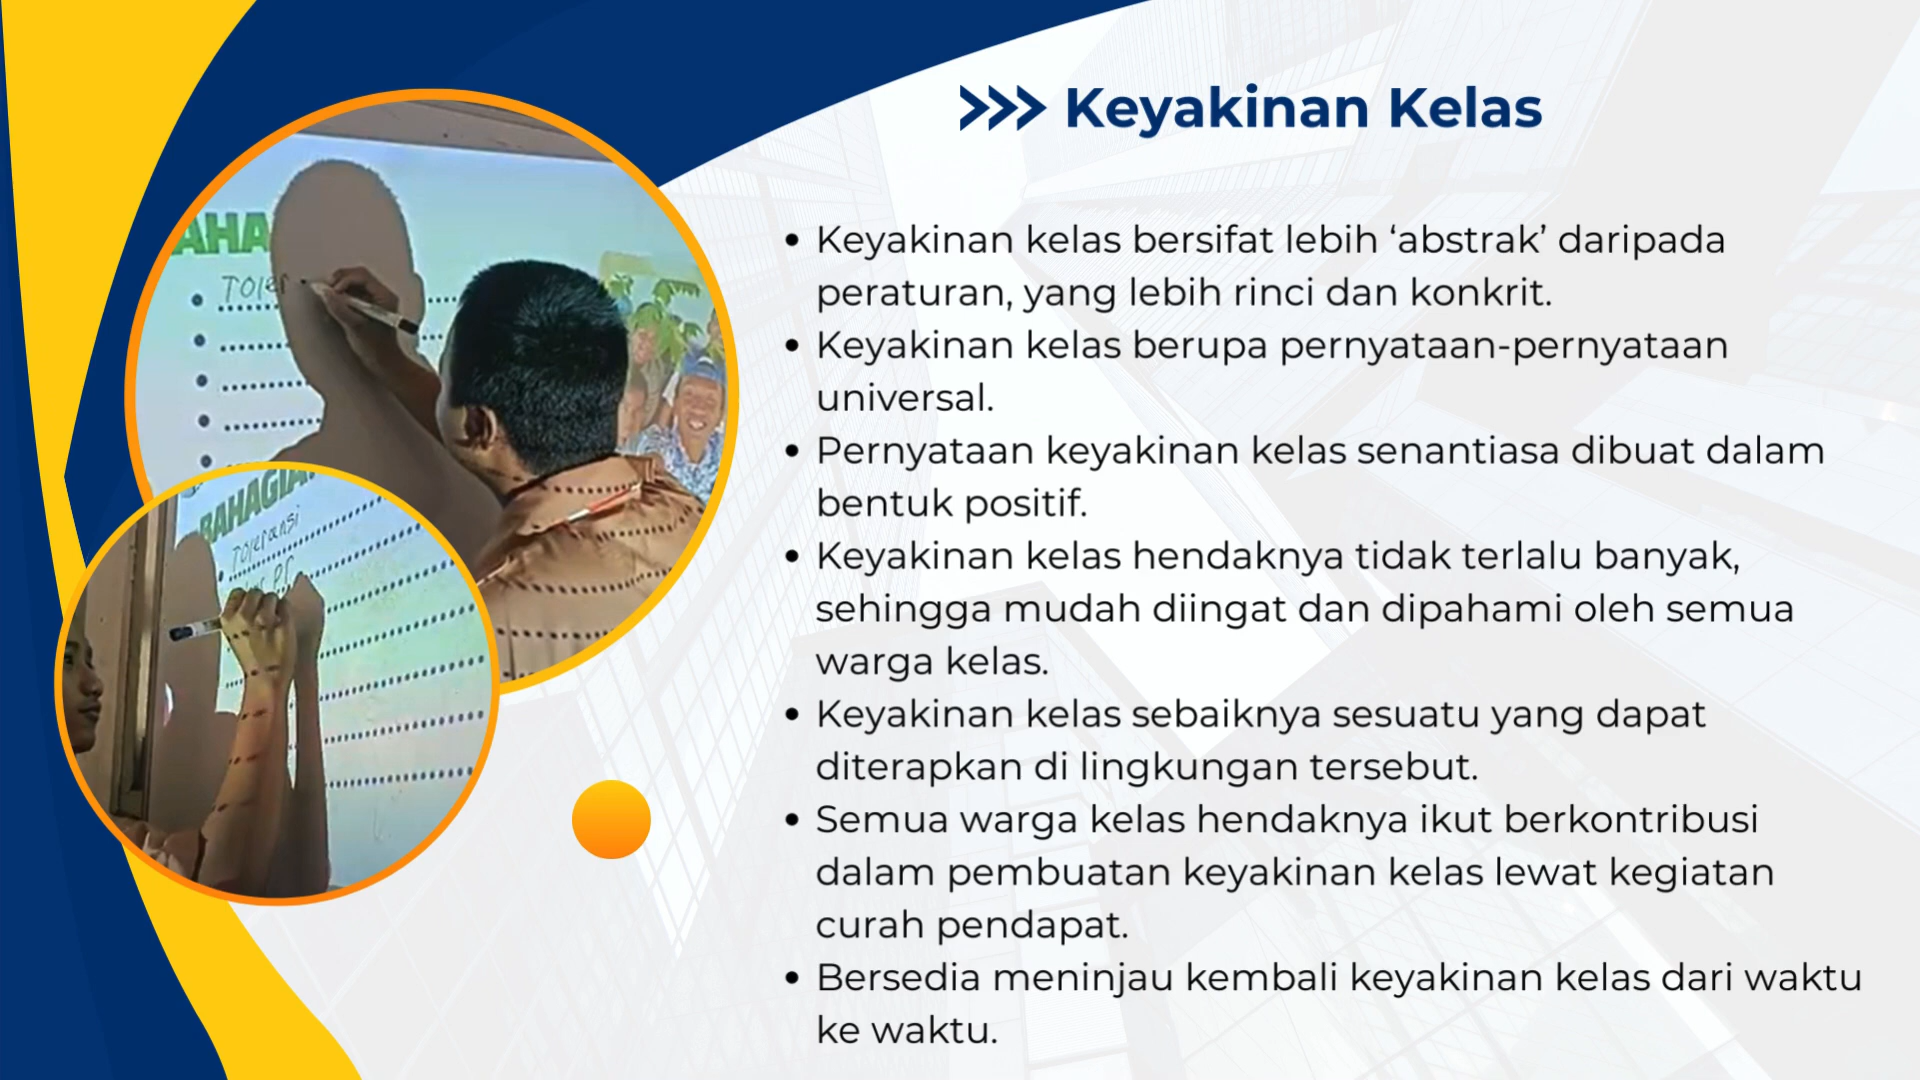 >>> Keyakinan Kelas
AHA
Toler
BAHAGIA
Toleransi
• Keyakinan kelas bersifat lebih ‘abstrak’ daripada
peraturan, yang lebih rinci dan konkrit.
• Keyakinan kelas berupa pernyataan-pernyataan
universal.
• Pernyataan keyakinan kelas senantiasa dibuat dalam
bentuk positif.
• Keyakinan kelas hendaknya tidak terlalu banyak,
sehingga mudah diingat dan dipahami oleh semua
warga kelas.
• Keyakinan kelas sebaiknya sesuatu yang dapat
diterapkan di lingkungan tersebut.
• Semua warga kelas hendaknya ikut berkontribusi
dalam pembuatan keyakinan kelas lewat kegiatan
curah pendapat.
• Bersedia meninjau kembali keyakinan kelas dari waktu
ke waktu.